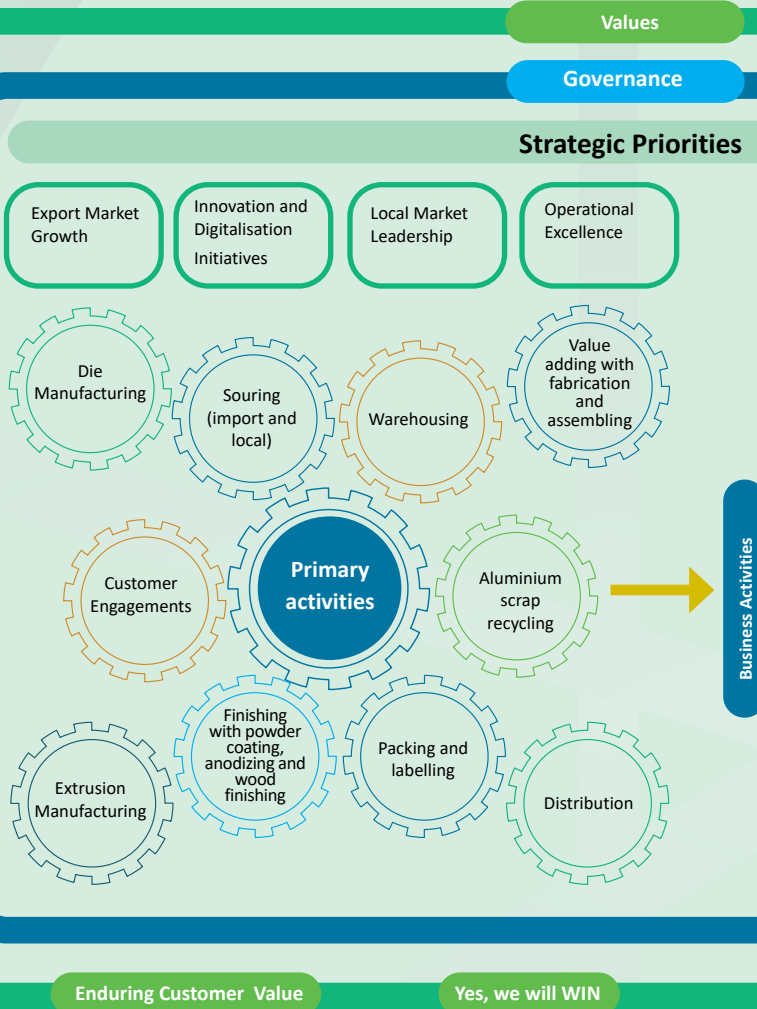 Values
Governance
Strategic Priorities
Export Market
Growth
Innovation and
Digitalisation
Initiatives
Local Market
Leadership
Operational
Excellence
Die
Manufacturing
Souring
(import and
local)
Warehousing
Value
adding with
fabrication
and
assembling
Customer
Engagements
Primary
activities
Aluminium
scrap
recycling
Business Activities
Extrusion
Manufacturing
Finishing
with powder
coating,
anodizing and
wood
finishing
Packing and
labelling
Distribution
Enduring Customer Value
Yes, we will WIN